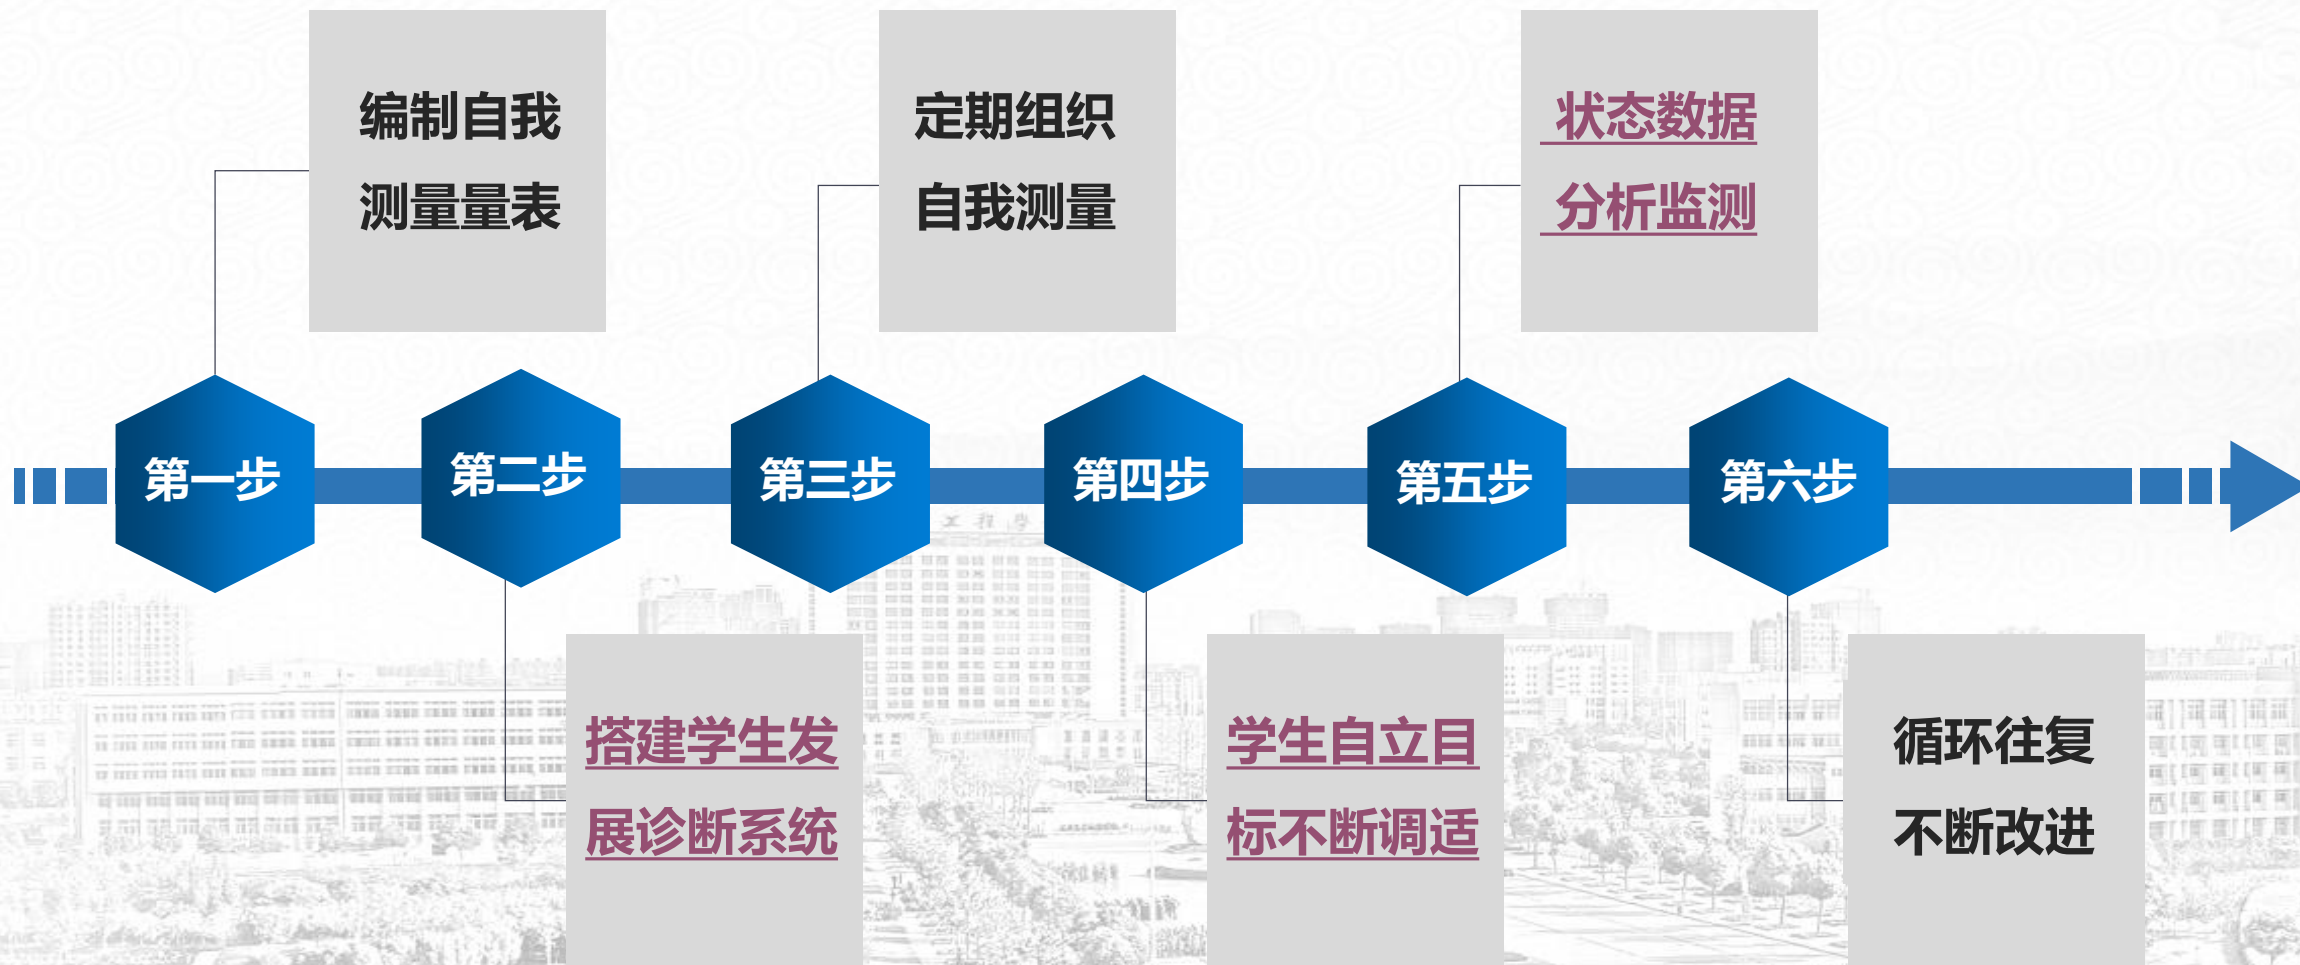 编制自我
测量量表
定期组织
自我测量
状态数据
分析监测
第一步
第二步
第三步
第四步
第五步
第六步
搭建学生发
展诊断系统
学生自立目
标不断调适
循环往复
不断改进